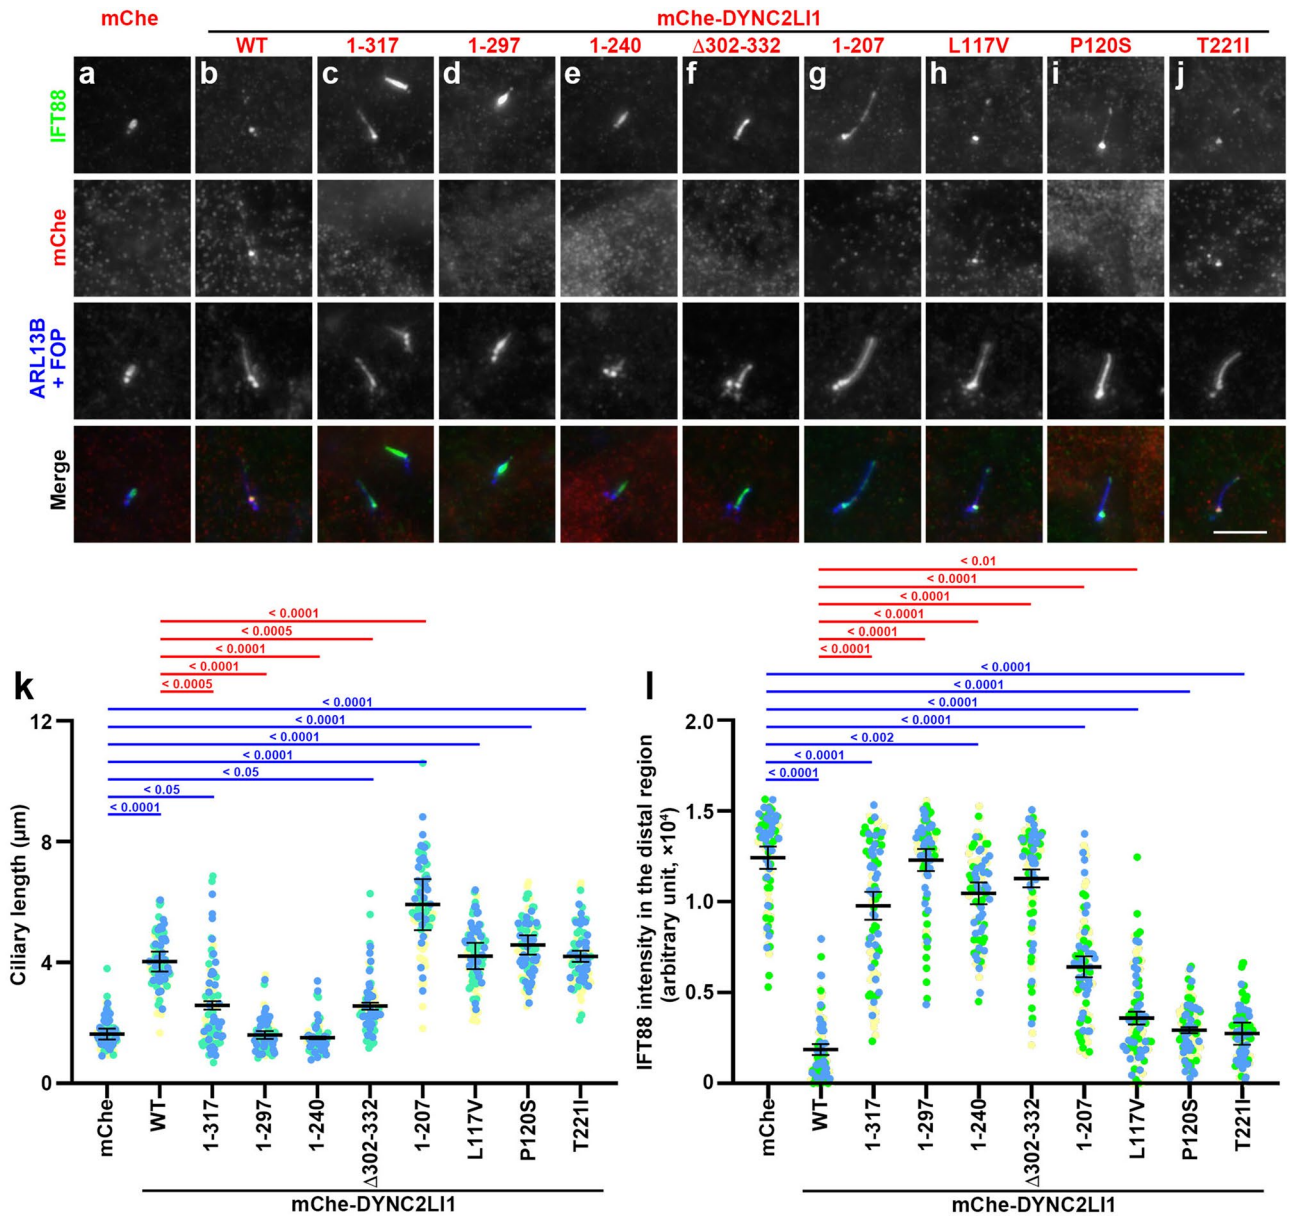 mChe
mChe-DYNC2LI1
WT
1-317
1-297
1-240
Δ302-332
1-207
L117V
P120S
T221I
a
b
c
d
e
f
g
h
i
j
IFT88
mChe
ARL13B
+ FOP
Merge
k
< 0.0001
< 0.0005
< 0.0001
< 0.0001
< 0.0005
< 0.0001
< 0.0001
< 0.0001
< 0.0001
< 0.05
< 0.05
< 0.0001
Ciliary length (μm)
12
8
4
0
mChe
WT
1-317
1-297
1-240
Δ302-332
1-207
L117V
P120S
T221I
mChe-DYNC2LI1
l
< 0.01
< 0.0001
< 0.0001
< 0.0001
< 0.0001
< 0.0001
< 0.0001
< 0.0001
< 0.0001
< 0.0001
< 0.002
< 0.0001
< 0.0001
IFT88 intensity in the distal region
(arbitrary unit, ×10⁴)
2.0
1.5
1.0
0.5
0
mChe
WT
1-317
1-297
1-240
Δ302-332
1-207
L117V
P120S
T221I
mChe-DYNC2LI1